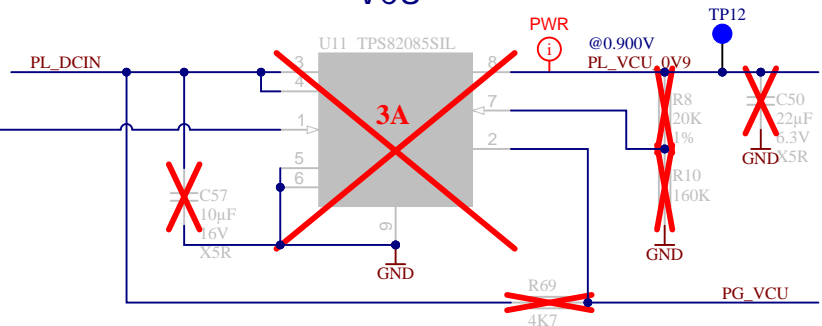 PWR
TP12
U11 TPS82085SIL
@0.900V
PL_DCIN
3
8
PL_VCU_0V9
4
R8
C50
7
20K
22µF
3A
1
1%
6.3V
2
GND
X5R
5
R10
6
C57
160K
10µF
16V
9
X5R
GND
GND
R69
PG_VCU
4K7